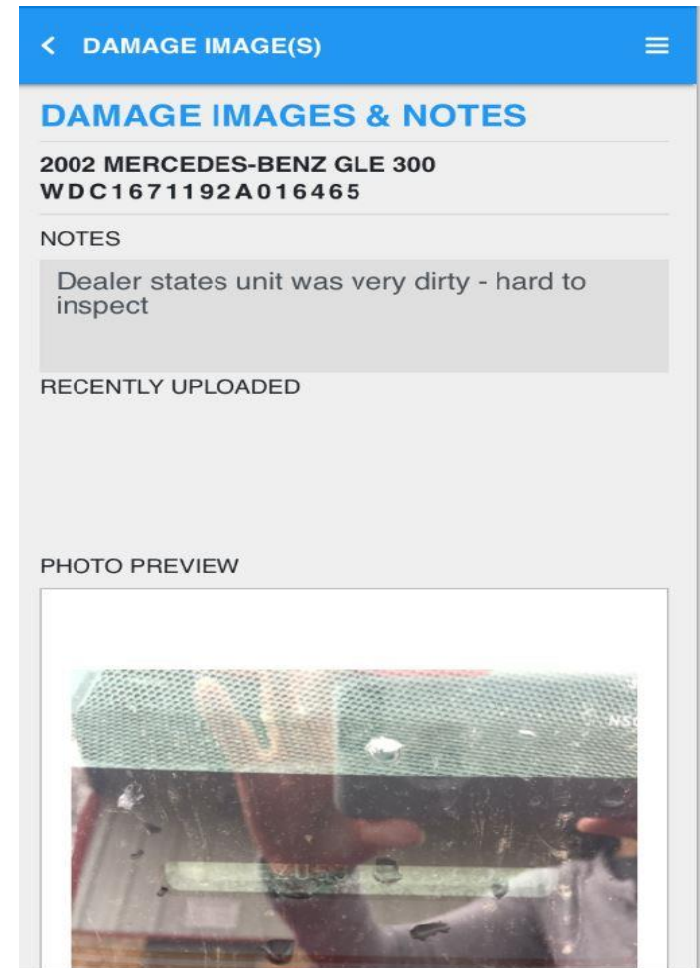 DAMAGE IMAGE(S)
DAMAGE IMAGES & NOTES
2002 MERCEDES-BENZ GLE 300
WDC1671192A016465
NOTES
Dealer states unit was very dirty - hard to
inspect
RECENTLY UPLOADED
PHOTO PREVIEW